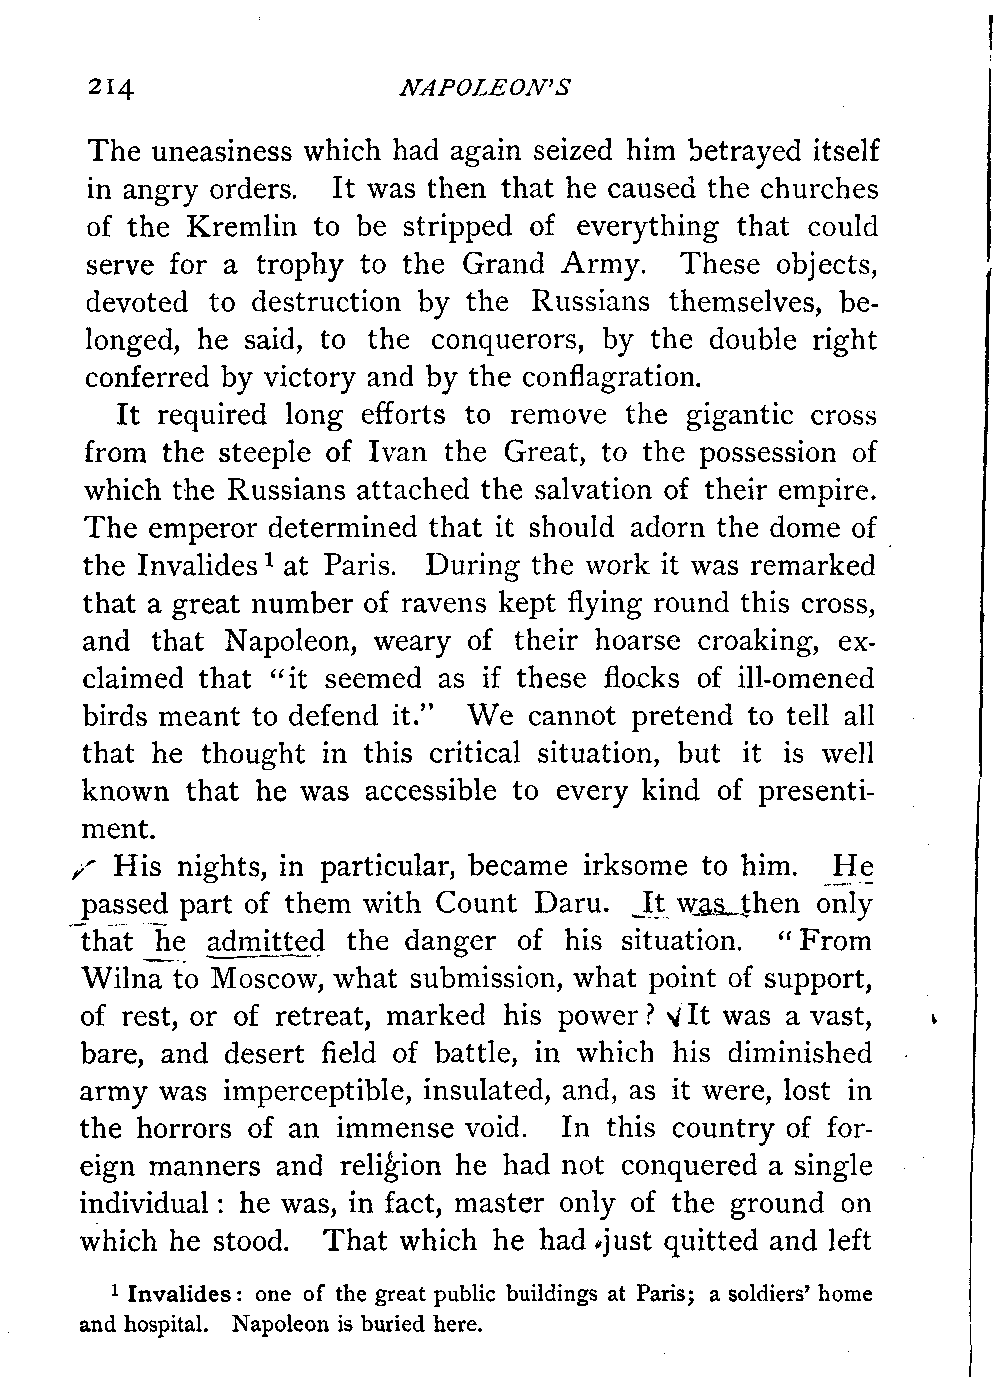 214 NAPOLEON'S
The uneasiness which had again seized him betrayed itself
in angry orders. It was then that he caused the churches
of the Kremlin to be stripped of everything that could
serve for a trophy to the Grand Army. These objects,
devoted to destruction by the Russians themselves, be-
longed, he said, to the conquerors, by the double right
conferred by victory and by the conflagration.
It required long efforts to remove the gigantic cross
from the steeple of Ivan the Great, to the possession of
which the Russians attached the salvation of their empire.
The emperor determined that it should adorn the dome of
the Invalides¹ at Paris. During the work it was remarked
that a great number of ravens kept flying round this cross,
and that Napoleon, weary of their hoarse croaking, ex-
claimed that "it seemed as if these flocks of ill-omened
birds meant to defend it." We cannot pretend to tell all
that he thought in this critical situation, but it is well
known that he was accessible to every kind of presenti-
ment.
His nights, in particular, became irksome to him. He
passed part of them with Count Daru. It was then only
that he admitted the danger of his situation. "From
Wilna to Moscow, what submission, what point of support,
of rest, or of retreat, marked his power? It was a vast,
bare, and desert field of battle, in which his diminished
army was imperceptible, insulated, and, as it were, lost in
the horrors of an immense void. In this country of for-
eign manners and religion he had not conquered a single
individual: he was, in fact, master only of the ground on
which he stood. That which he had just quitted and left
¹ Invalides: one of the great public buildings at Paris; a soldiers' home
and hospital. Napoleon is buried here.